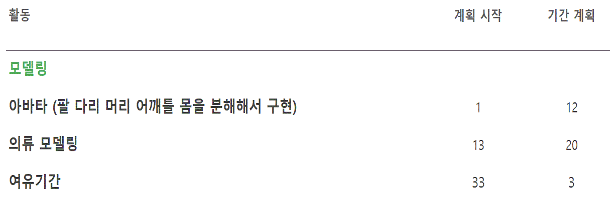 활동 계획 시작 기간 계획
모델링
아바타 (팔 다리 머리 어깨틀 몸을 분해해서 구현) 1 12
의류 모델링 13 20
여유기간 33 3